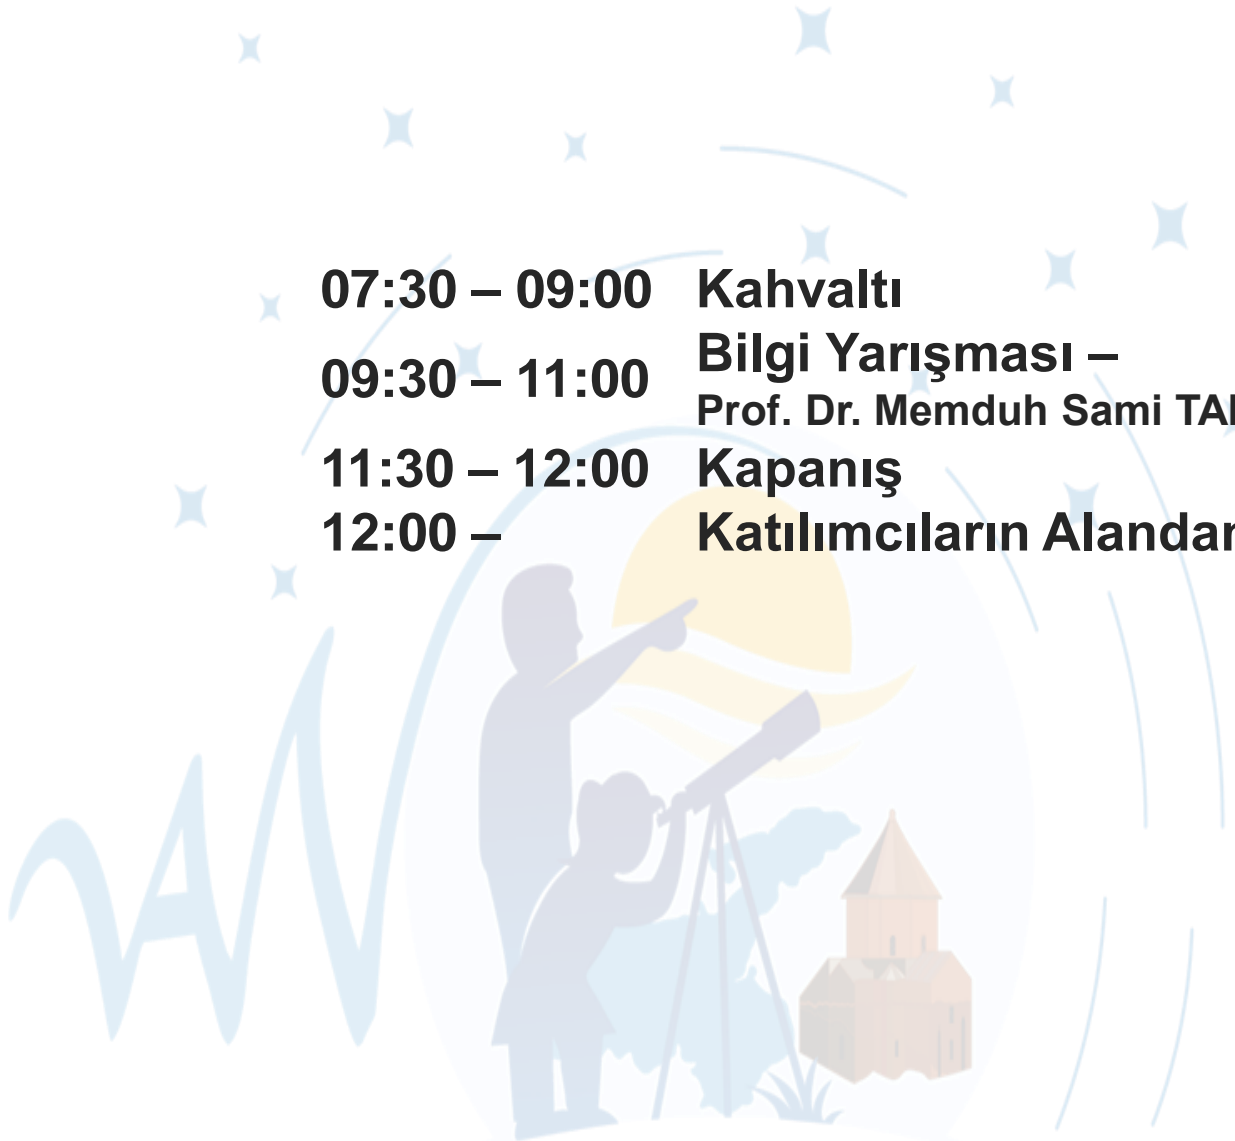 07:30 – 09:00 Kahvaltı
09:30 – 11:00 Bilgi Yarışması –
Prof. Dr. Memduh Sami
11:30 – 12:00 Kapanış
12:00 – Katılımcıların
VAN